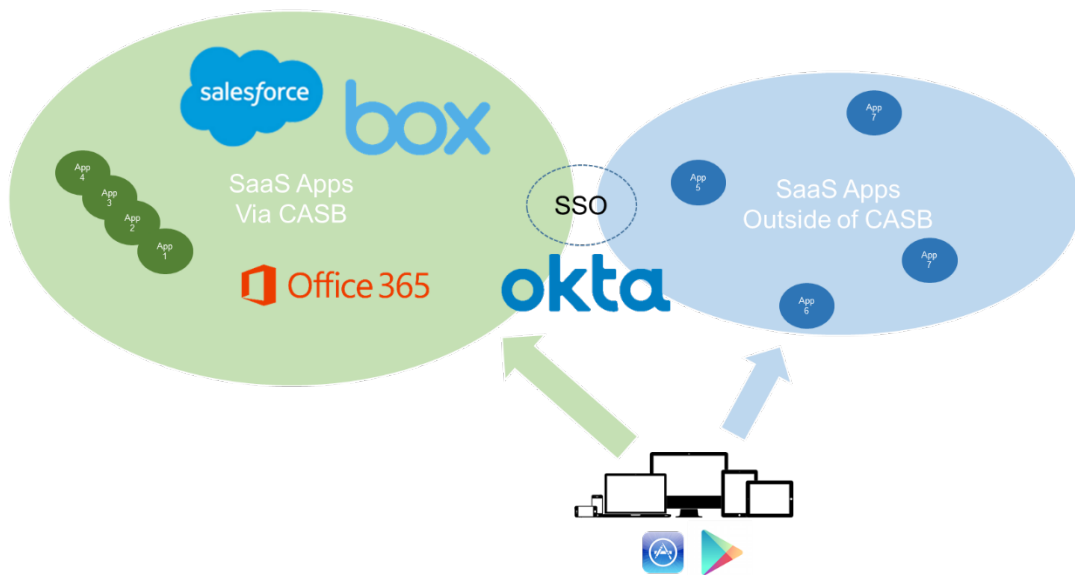 salesforce
box
App
4
App
3
App
2
App
1
SaaS Apps
Via CASB
Office 365
SSO
okta
App
7
App
5
SaaS Apps
Outside of CASB
App
7
App
6